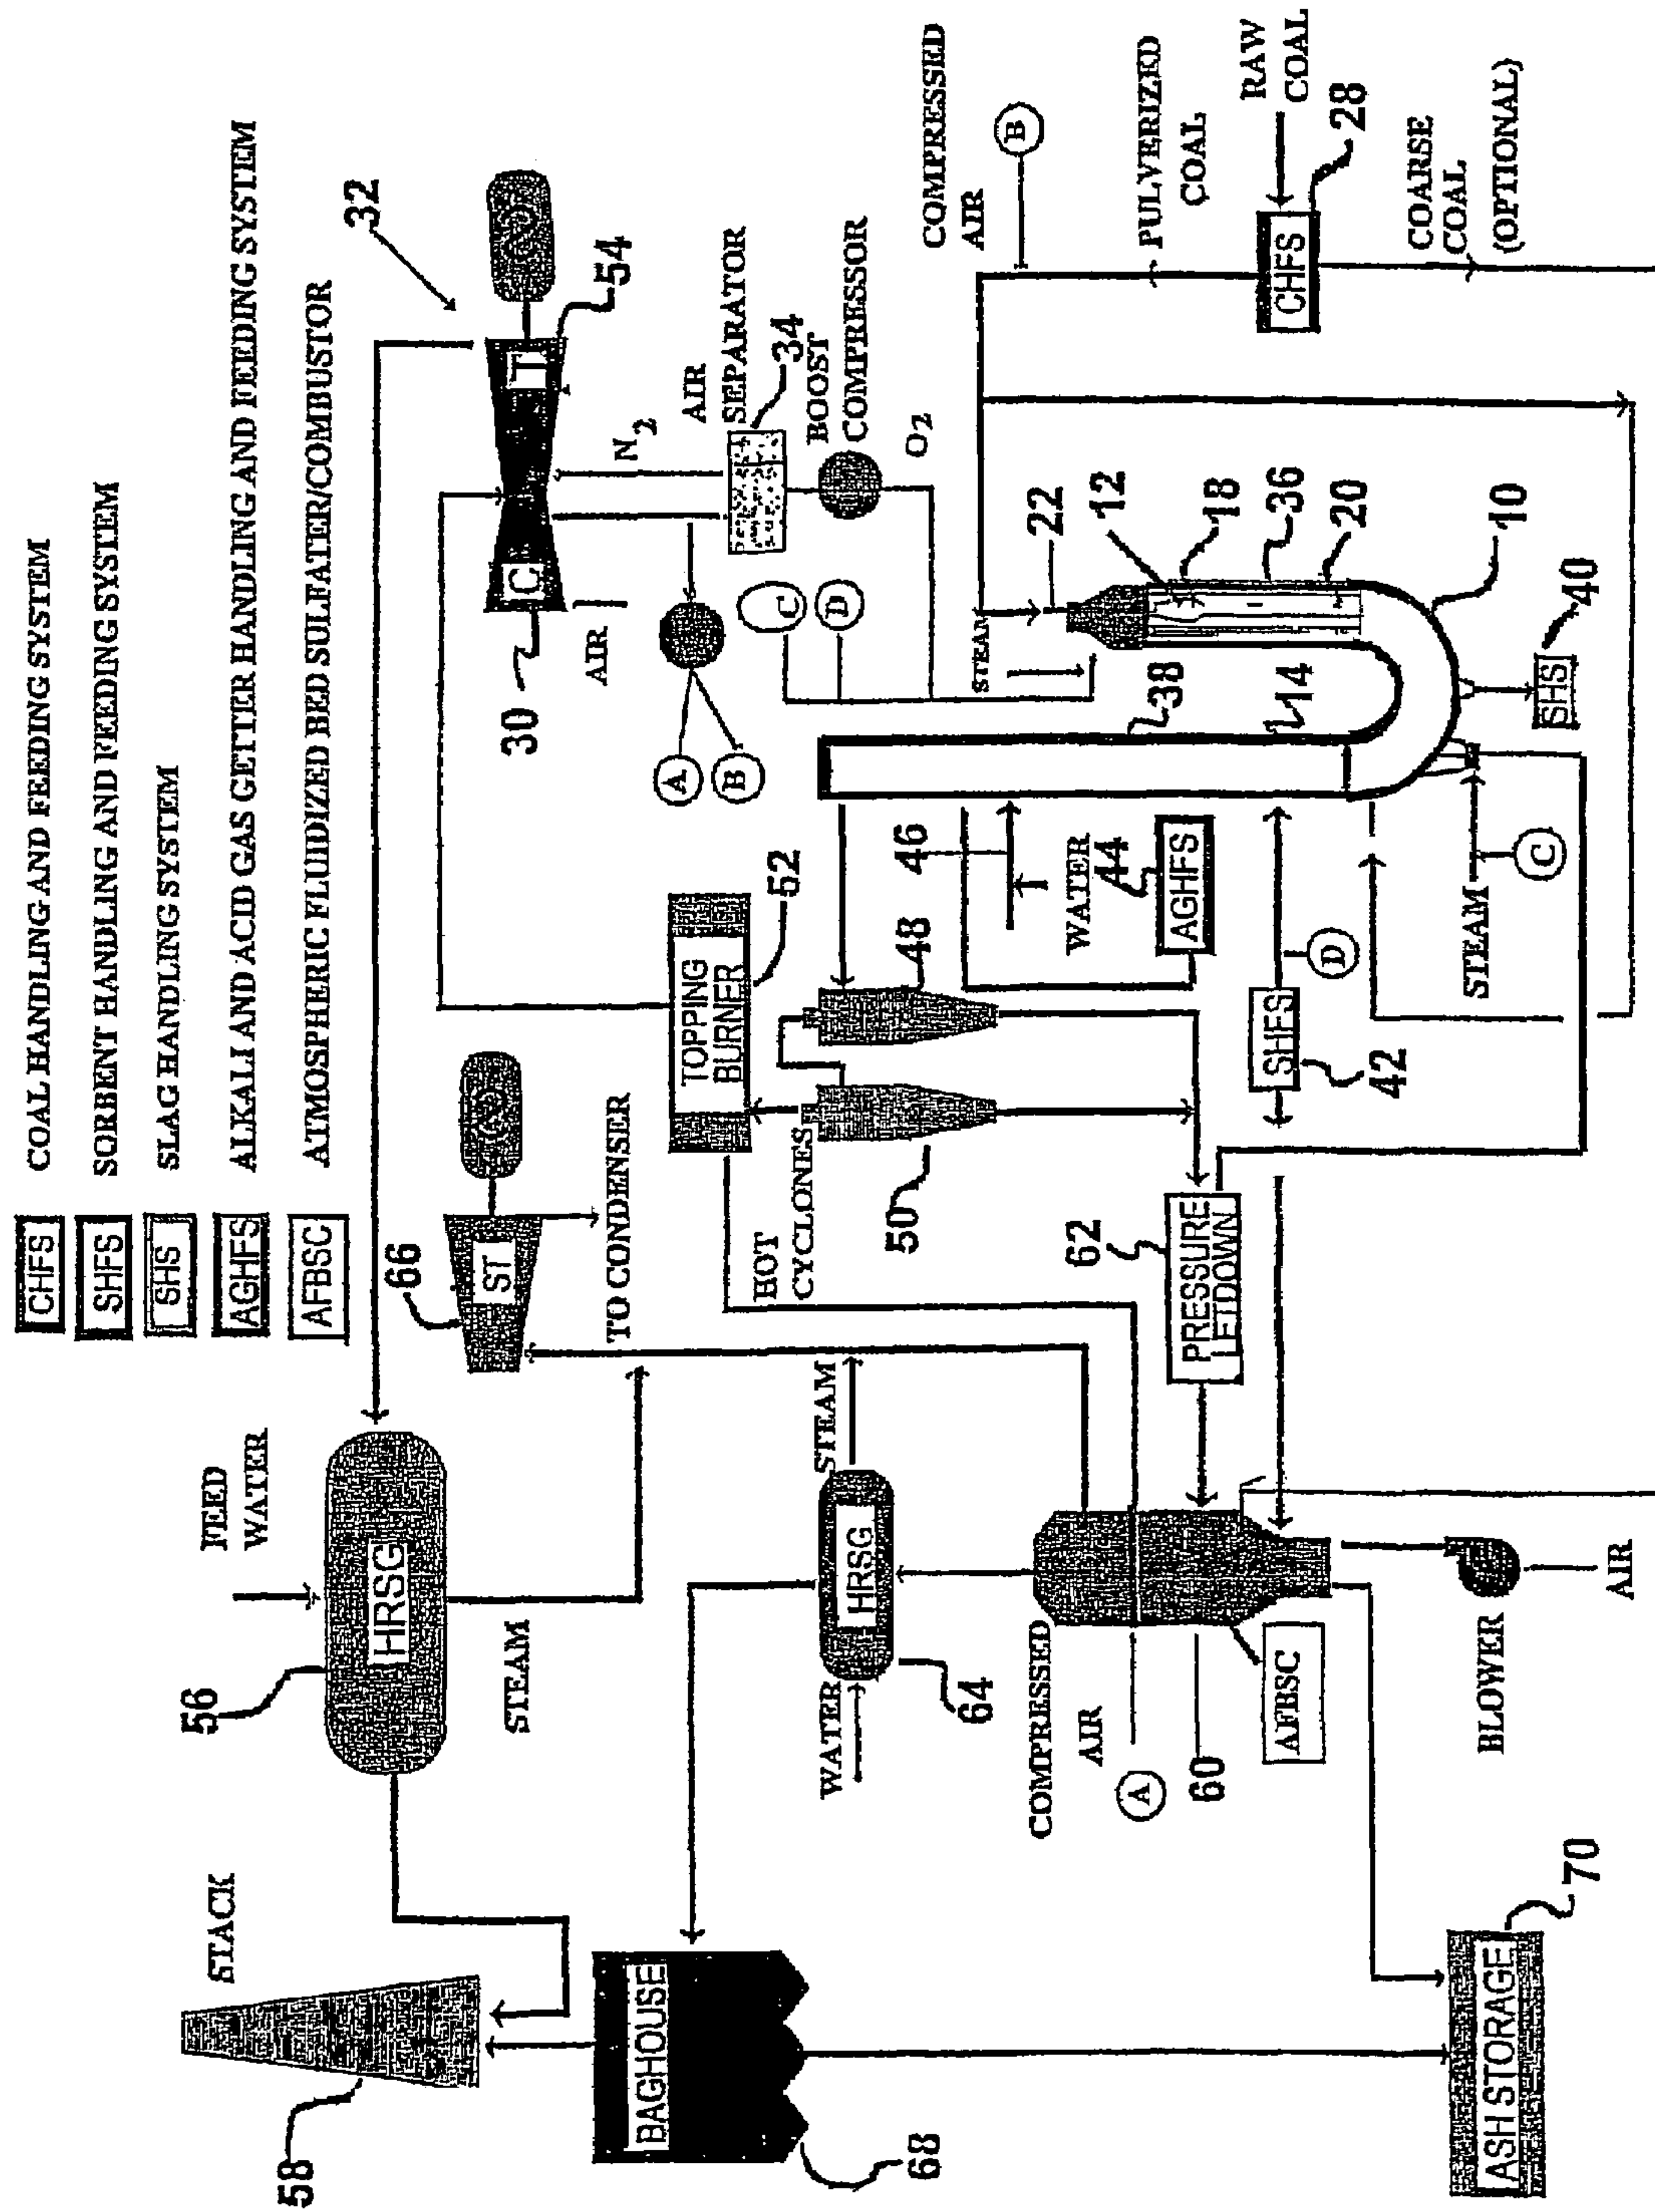 CHFS COAL HANDLING AND FEEDING SYSTEM
SHFS SORBENT HANDLING AND FEEDING SYSTEM
SHS SLAG HANDLING SYSTEM
AGHFS ALKALI AND ACID GAS GETTER HANDLING AND FEEDING SYSTEM
AFBSC ATMOSPHERIC FLUIDIZED BED SULFATER/COMBUSTOR
STACK
58
56
FEED
WATER
HRSG
STEAM
66
ST
TO CONDENSER
32
C
T
30
54
AIR
N2
AIR
SEPARATOR
34
BOOST
COMPRESSOR
O2
A
B
C
D
BAGHOUSE
68
WATER
HRSG
STEAM
64
HOT
CYCLONES
TOPPING
BURNER
52
48
50
46
WATER
44
AGHFS
38
14
STEAM
22
12
18
36
20
10
SHS
40
COMPRESSED
AIR
B
PULVERIZED
COAL
RAW
COAL
CHFS
28
COARSE
COAL
(OPTIONAL)
COMPRESSED
AIR
A
60
AFBSC
62
PRESSURE
LETDOWN
SHFS
42
D
STEAM
C
BLOWER
AIR
ASH STORAGE
70